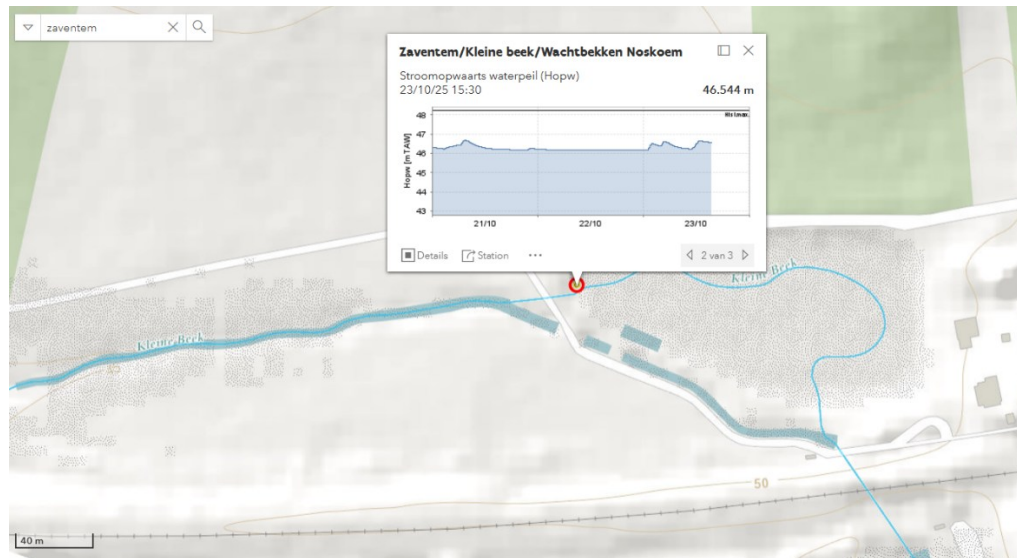 zaventem
Zaventem/Kleine beek/Wachtbekken Noskoem
Stroomopwaarts waterpeil (Hopw)
23/10/25 15:30
46.544 m
48
47
46
45
44
43
Hopw [mTAW]
21/10
22/10
23/10
Details
Station
2 van 3
Kleine Beek
Kleine Beek
50
40 m